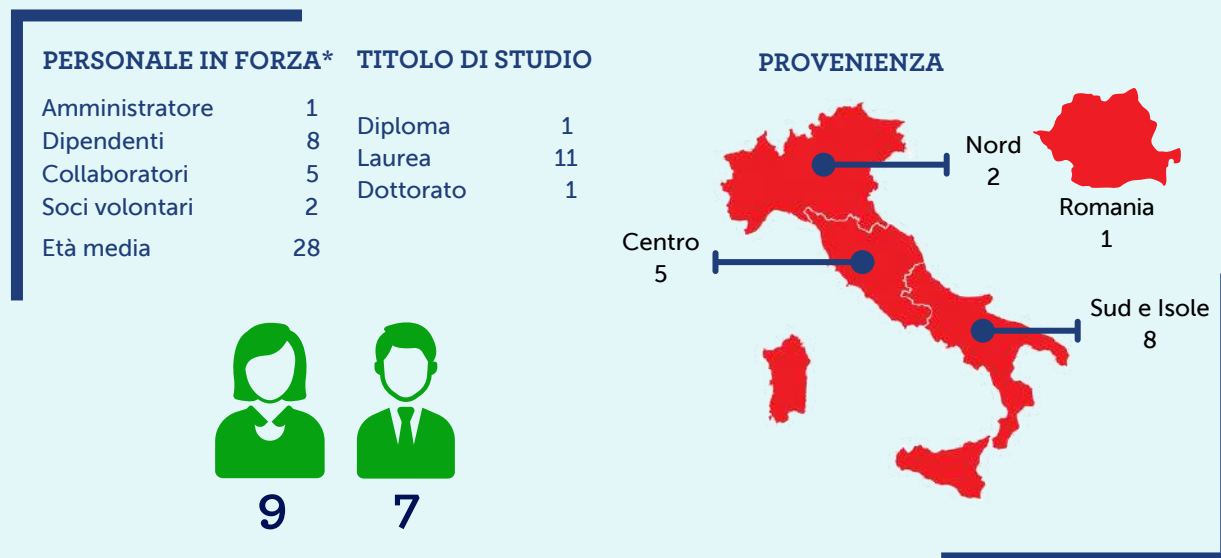 PERSONALE IN FORZA*
Amministratore 1
Dipendenti 8
Collaboratori 5
Soci volontari 2
Età media 28
TITOLO DI STUDIO
Diploma 1
Laurea 11
Dottorato 1
PROVENIENZA
Nord
2
Romania
1
Centro
5
Sud e Isole
8
9 7